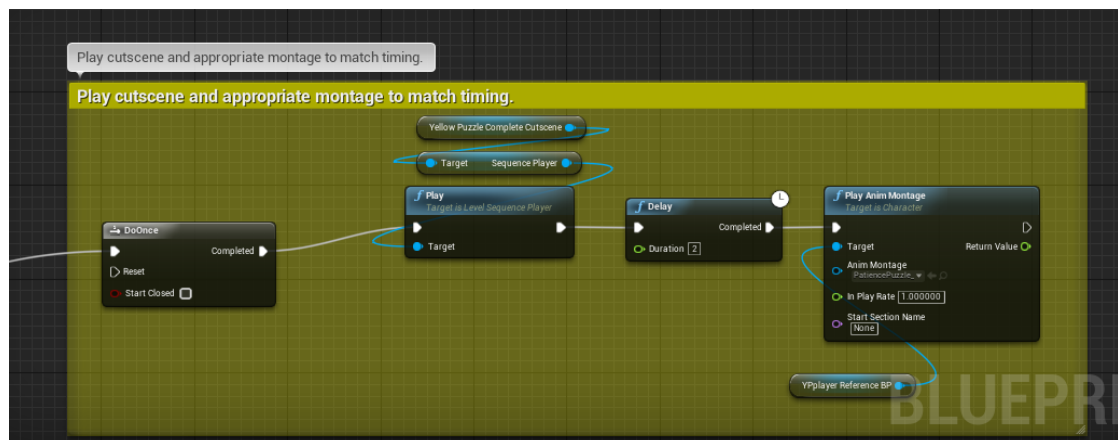 Play cutscene and appropriate montage to match timing.
Play cutscene and appropriate montage to match timing.
Yellow Puzzle Complete Cutscene
Target Sequence Player
Play
Target is Level Sequence Player
Target
DoOnce
Completed
Reset
Start Closed
Delay
Completed
Duration 2
Play Anim Montage
Target is Character
Target Return Value
Anim Montage
PatiencePuzzle_
In Play Rate 1.000000
Start Section Name
None
YPplayer Reference BP
BLUEPRI